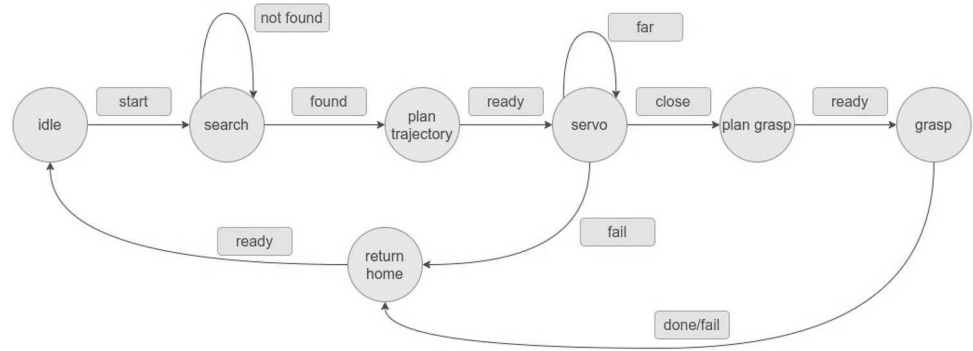 not found
far
start
found
ready
close
ready
idle
search
plan
trajectory
servo
plan grasp
grasp
ready
return
home
fail
done/fail